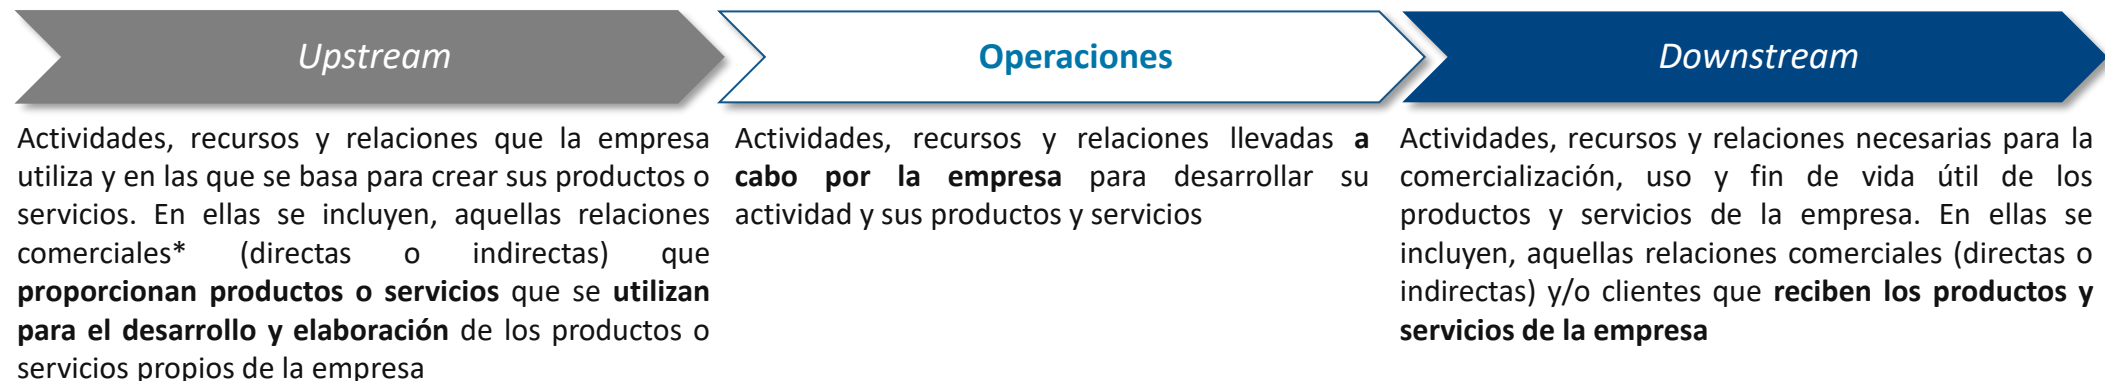 Upstream
Operaciones
Downstream
Actividades, recursos y relaciones que la empresa
utiliza y en las que se basa para crear sus productos o
servicios. En ellas se incluyen, aquellas relaciones
comerciales* (directas o indirectas) que
proporcionan productos o servicios que se utilizan
para el desarrollo y elaboración de los productos o
servicios propios de la empresa
Actividades, recursos y relaciones llevadas a
cabo por la empresa para desarrollar su
actividad y sus productos y servicios
Actividades, recursos y relaciones necesarias para la
comercialización, uso y fin de vida útil de los
productos y servicios de la empresa. En ellas se
incluyen, aquellas relaciones comerciales (directas o
indirectas) y/o clientes que reciben los productos y
servicios de la empresa